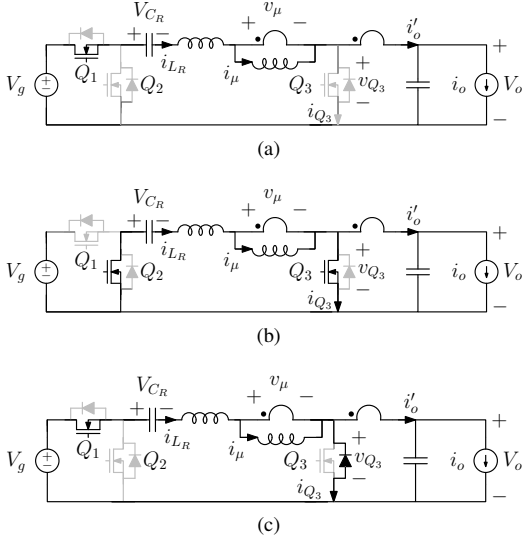 V_{C_R} v_μ i'_o
+ − + − +
V_g Q_1 Q_2 i_{L_R} i_μ Q_3 + v_{Q_3} − i_{Q_3} i_o V_o
−
(a)
V_{C_R} v_μ i'_o
+ − + − +
V_g Q_1 Q_2 i_{L_R} i_μ Q_3 + v_{Q_3} − i_{Q_3} i_o V_o
−
(b)
V_{C_R} v_μ i'_o
+ − + − +
V_g Q_1 Q_2 i_{L_R} i_μ Q_3 + v_{Q_3} − i_{Q_3} i_o V_o
−
(c)